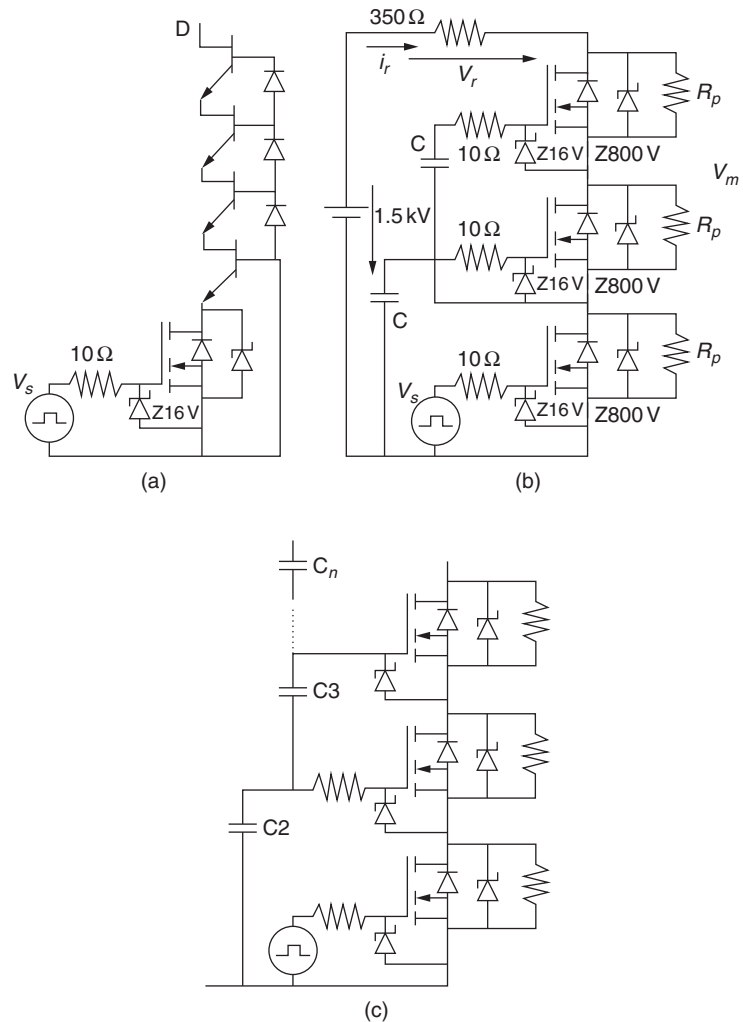 D
10 Ω
V_s
Z16 V
(a)
350 Ω
i_r
V_r
R_p
C
10 Ω
Z16 V
Z800 V
V_m
1.5 kV
10 Ω
R_p
C
Z16 V
Z800 V
10 Ω
R_p
V_s
Z16 V
Z800 V
(b)
C_n
C3
C2
(c)